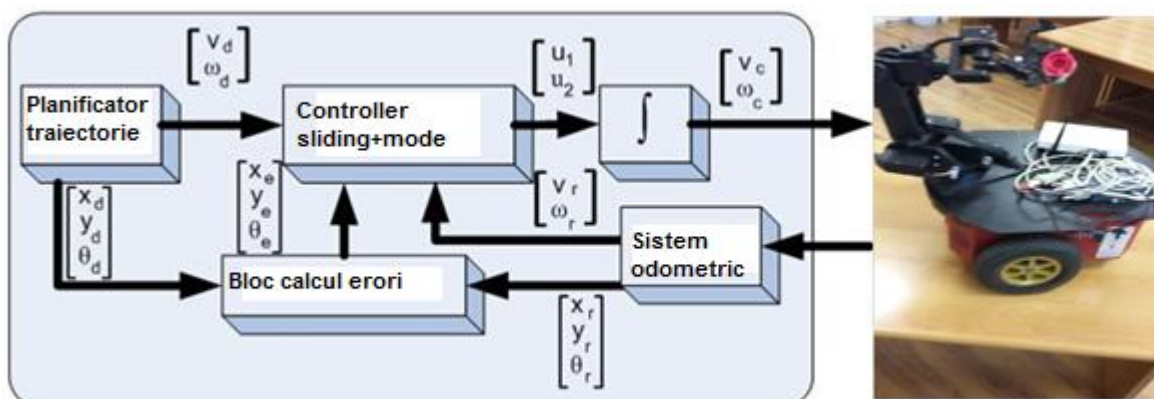 v_d
ω_d
u_1
u_2
v_c
ω_c
Planificator
traiectorie
Controller
sliding+mode
∫
x_d
y_d
θ_d
x_e
y_e
θ_e
v_r
ω_r
Sistem
odometric
Bloc calcul erori
x_r
y_r
θ_r